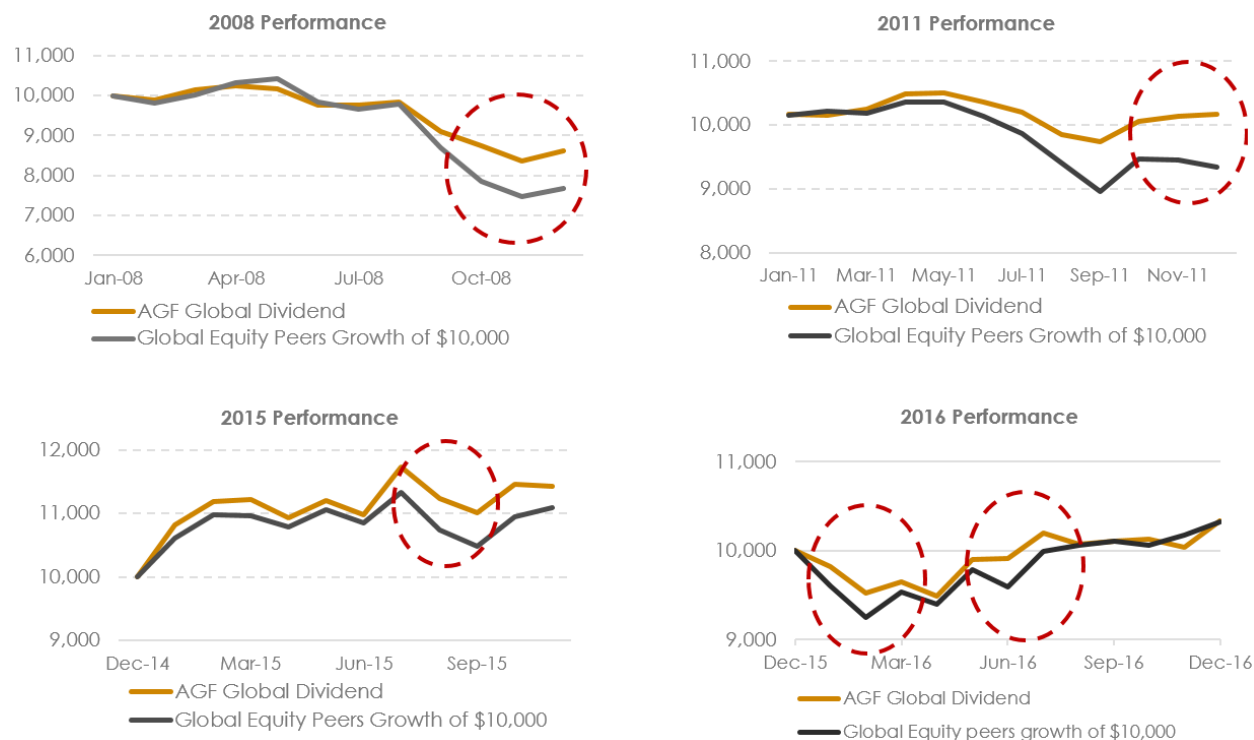 2008 Performance
11,000
10,000
9,000
8,000
7,000
6,000
Jan-08 Apr-08 Jul-08 Oct-08
AGF Global Dividend
Global Equity Peers Growth of $10,000
2011 Performance
11,000
10,000
9,000
8,000
Jan-11 Mar-11 May-11 Jul-11 Sep-11 Nov-11
AGF Global Dividend
Global Equity Peers Growth of $10,000
2015 Performance
12,000
11,000
10,000
9,000
Dec-14 Mar-15 Jun-15 Sep-15
AGF Global Dividend
Global Equity Peers Growth of $10,000
2016 Performance
11,000
10,000
9,000
Dec-15 Mar-16 Jun-16 Sep-16 Dec-16
AGF Global Dividend
Global Equity peers growth of $10,000